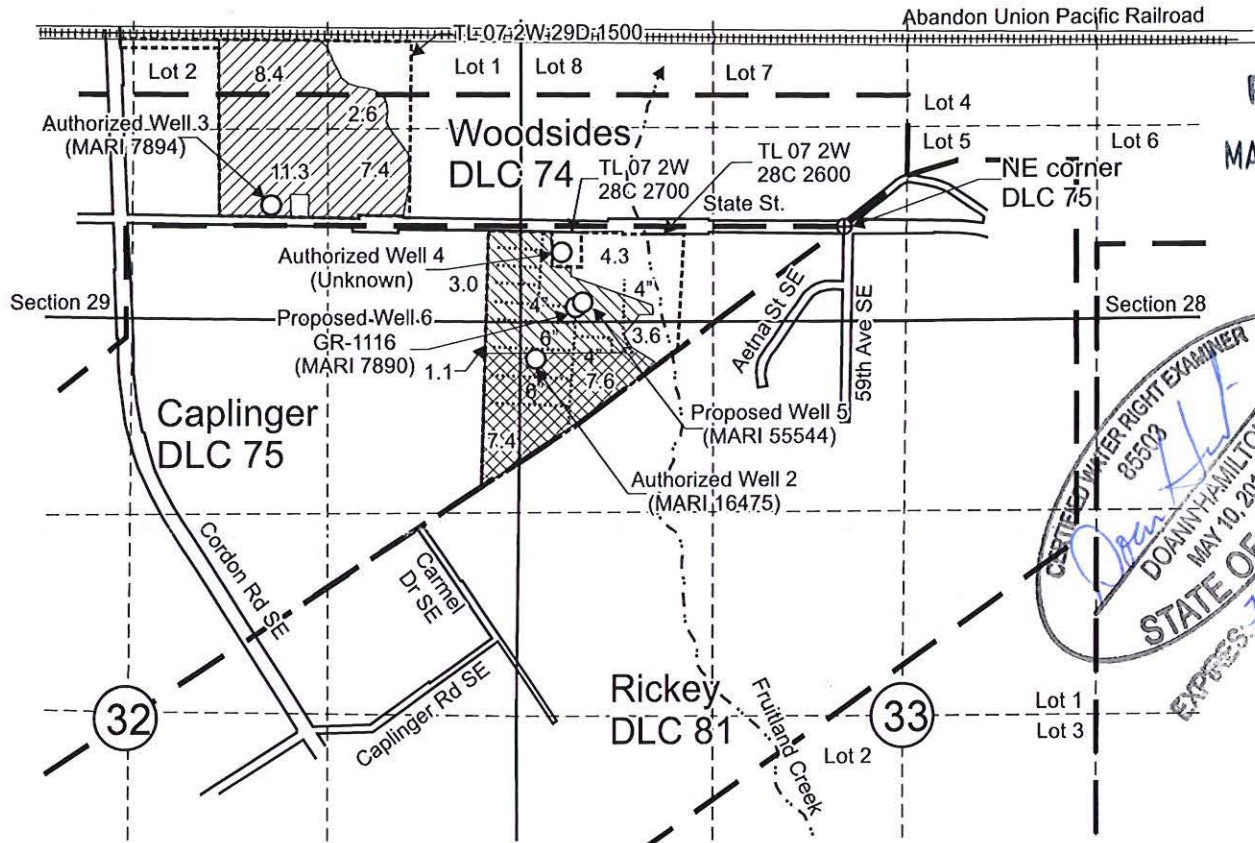 Abandon Union Pacific Railroad
TL 07 2W 29D 1500
Lot 2
8.4
Lot 1
Lot 8
Lot 7
Lot 4
2.6
Authorized Well 3
(MARI 7894)
Woodsides
DLC 74
Lot 5
Lot 6
MA
11.3
7.4
TL 07 2W
28C 2700
TL 07 2W
28C 2600
NE corner
DLC 75
State St.
Authorized Well 4
(Unknown)
4.3
3.0
4"
4"
Section 29
Section 28
Proposed Well 6
GR-1116
(MARI 7890)
6"
3.6
1.1
4"
6"
7.6
7.4
Aetna St SE
59th Ave SE
Caplinger
DLC 75
Proposed Well 5
(MARI 55544)
Authorized Well 2
(MARI 16475)
CERTIFIED WATER RIGHT EXAMINER
85503
DOANN HAMILTON
MAY 10, 201
STATE OF
EXPIRES:
Cordon Rd SE
Carmel
Dr SE
Caplinger Rd SE
Rickey
DLC 81
Fruitland Creek
32
33
Lot 1
Lot 3
Lot 2